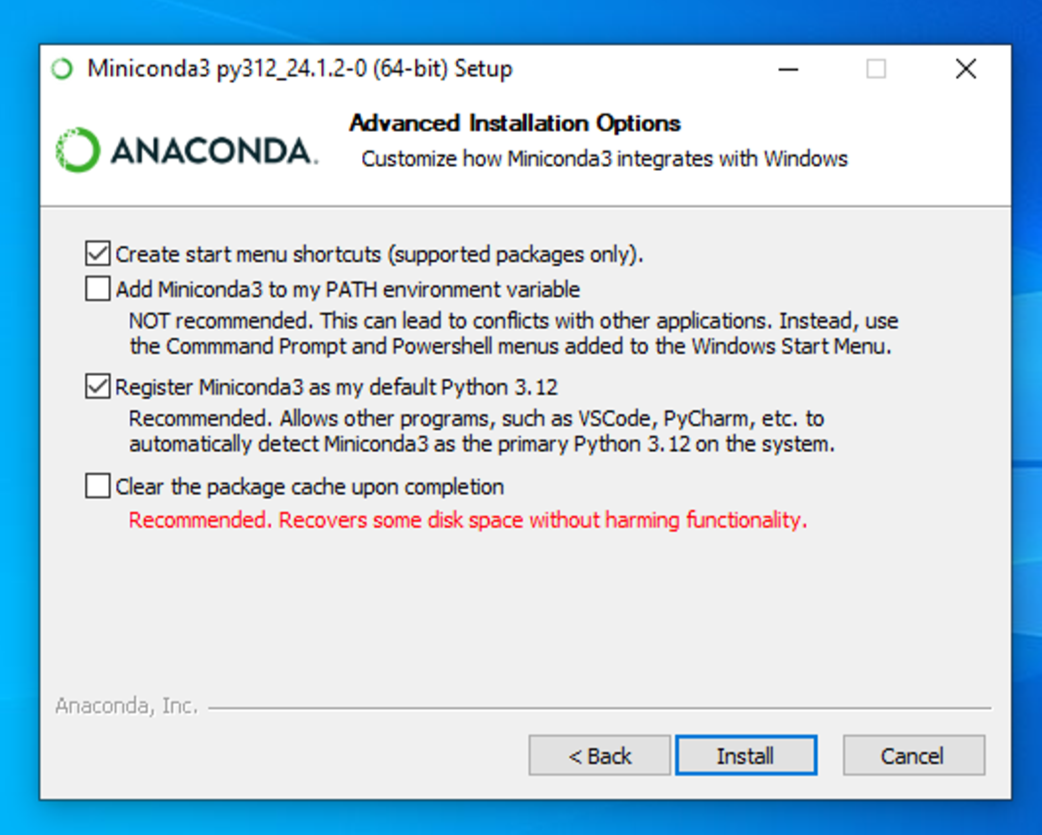 Miniconda3 py312_24.1.2-0 (64-bit) Setup
ANACONDA.
Advanced Installation Options
Customize how Miniconda3 integrates with Windows
Create start menu shortcuts (supported packages only).
Add Miniconda3 to my PATH environment variable
NOT recommended. This can lead to conflicts with other applications. Instead, use
the Commmand Prompt and Powershell menus added to the Windows Start Menu.
Register Miniconda3 as my default Python 3.12
Recommended. Allows other programs, such as VSCode, PyCharm, etc. to
automatically detect Miniconda3 as the primary Python 3.12 on the system.
Clear the package cache upon completion
Recommended. Recovers some disk space without harming functionality.
Anaconda, Inc.
< Back
Install
Cancel